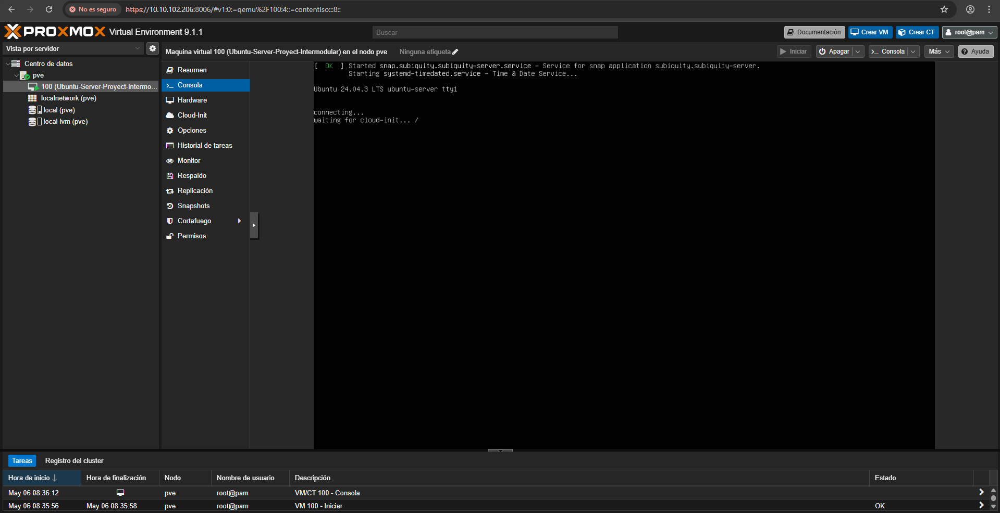 No es seguro
https://10.10.102.206:8006/#v1:0:=qemu%2F100:4::=contentIso:::8::
PROXMOX Virtual Environment 9.1.1
Buscar
Documentación
Crear VM
Crear CT
root@pam
Vista por servidor
Centro de datos
pve
100 (Ubuntu-Server-Proyect-Intermo...
localnetwork (pve)
local (pve)
local-lvm (pve)
Maquina virtual 100 (Ubuntu-Server-Proyect-Intermodular) en el nodo pve
Ninguna etiqueta
Iniciar
Apagar
Consola
Más
Ayuda
Resumen
Consola
Hardware
Cloud-Init
Opciones
Historial de tareas
Monitor
Respaldo
Replicación
Snapshots
Cortafuego
Permisos
[  OK  ] Started snap.subiquity.subiquity-server.service - Service for snap application subiquity.subiquity-server.
Starting systemd-timedated.service - Time & Date Service...
Ubuntu 24.04.3 LTS ubuntu-server tty1
connecting...
waiting for cloud-init... /
Tareas
Registro del cluster
Hora de inicio Hora de finalización Nodo Nombre de usuario Descripción Estado
May 06 08:36:12 pve root@pam VM/CT 100 - Consola
May 06 08:35:56 May 06 08:35:58 pve root@pam VM 100 - Iniciar OK